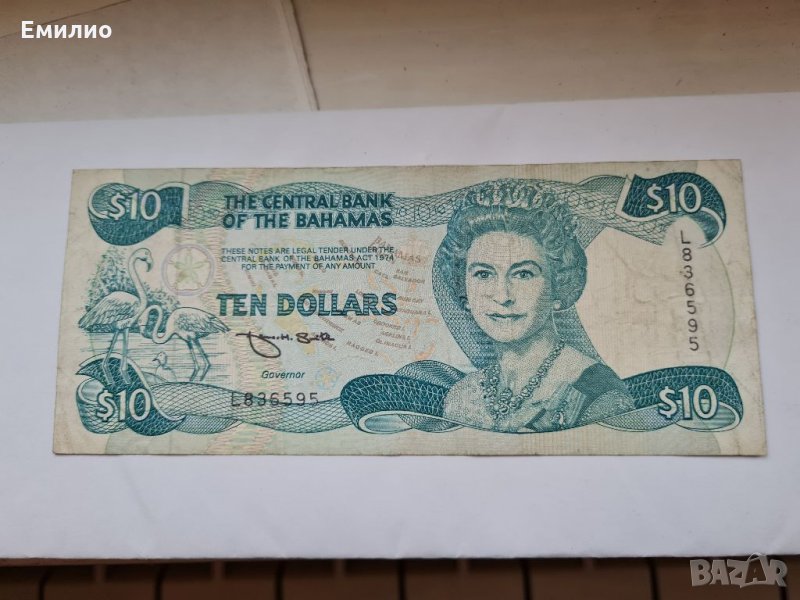 Емилио
$10
THE CENTRAL BANK
OF THE BAHAMAS
$10
THESE NOTES ARE LEGAL TENDER UNDER THE
CENTRAL BANK OF THE BAHAMAS ACT 1974
FOR THE PAYMENT OF ANY AMOUNT
L836595
TEN DOLLARS
Governor
$10
L836595
$10
BAZAR